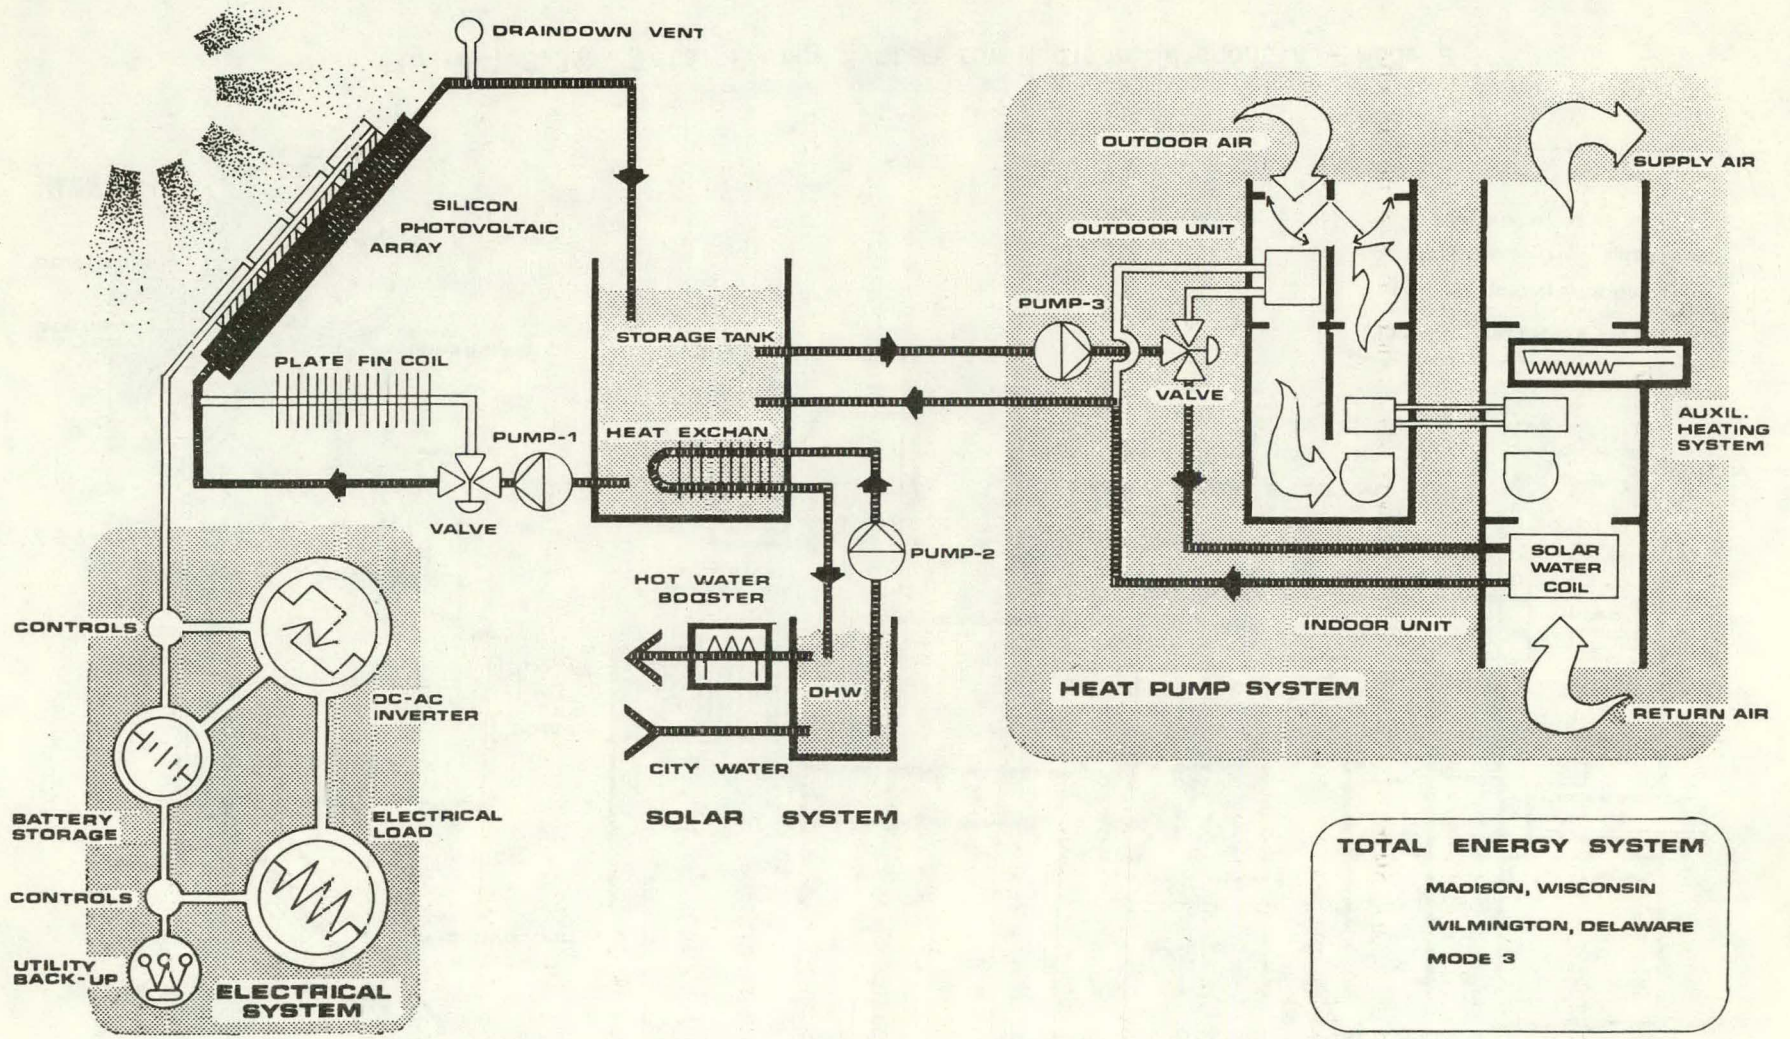 DRAINDOWN VENT
SILICON
PHOTOVOLTAIC
ARRAY
PLATE FIN COIL
PUMP-1
VALVE
STORAGE TANK
HEAT EXCHAN
PUMP-2
HOT WATER
BOOSTER
DHW
CITY WATER
SOLAR SYSTEM
CONTROLS
DC-AC
INVERTER
BATTERY
STORAGE
ELECTRICAL
LOAD
CONTROLS
UTILITY
BACK-UP
ELECTRICAL
SYSTEM
OUTDOOR AIR
SUPPLY AIR
OUTDOOR UNIT
PUMP-3
VALVE
AUXIL.
HEATING
SYSTEM
SOLAR
WATER
COIL
INDOOR UNIT
HEAT PUMP SYSTEM
RETURN AIR
TOTAL ENERGY SYSTEM
MADISON, WISCONSIN
WILMINGTON, DELAWARE
MODE 3